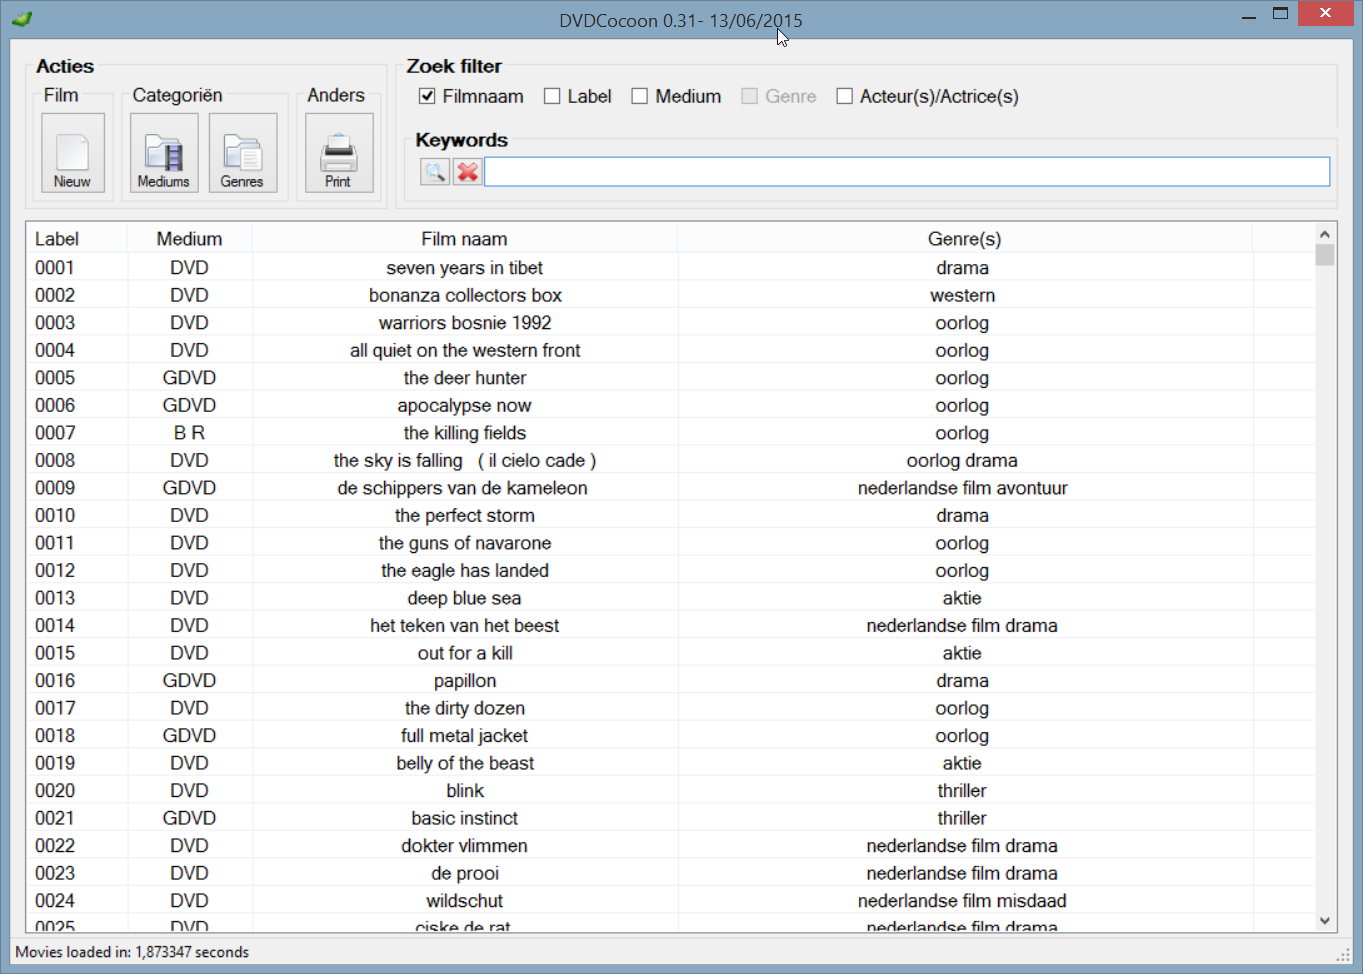 DVDCocoon 0.31- 13/06/2015
Acties
Film
Categoriën
Anders
Nieuw
Mediums
Genres
Print
Zoek filter
Filmnaam Label Medium Genre Acteur(s)/Actrice(s)
Keywords
Label Medium Film naam Genre(s)
0001 DVD seven years in tibet drama
0002 DVD bonanza collectors box western
0003 DVD warriors bosnie 1992 oorlog
0004 DVD all quiet on the western front oorlog
0005 GDVD the deer hunter oorlog
0006 GDVD apocalypse now oorlog
0007 B R the killing fields oorlog
0008 DVD the sky is falling ( il cielo cade ) oorlog drama
0009 GDVD de schippers van de kameleon nederlandse film avontuur
0010 DVD the perfect storm drama
0011 DVD the guns of navarone oorlog
0012 DVD the eagle has landed oorlog
0013 DVD deep blue sea aktie
0014 DVD het teken van het beest nederlandse film drama
0015 DVD out for a kill aktie
0016 GDVD papillon drama
0017 DVD the dirty dozen oorlog
0018 GDVD full metal jacket oorlog
0019 DVD belly of the beast aktie
0020 DVD blink thriller
0021 GDVD basic instinct thriller
0022 DVD dokter vlimmen nederlandse film drama
0023 DVD de prooi nederlandse film drama
0024 DVD wildschut nederlandse film misdaad
0025 DVD ciske de rat nederlandse film drama
Movies loaded in: 1,873347 seconds